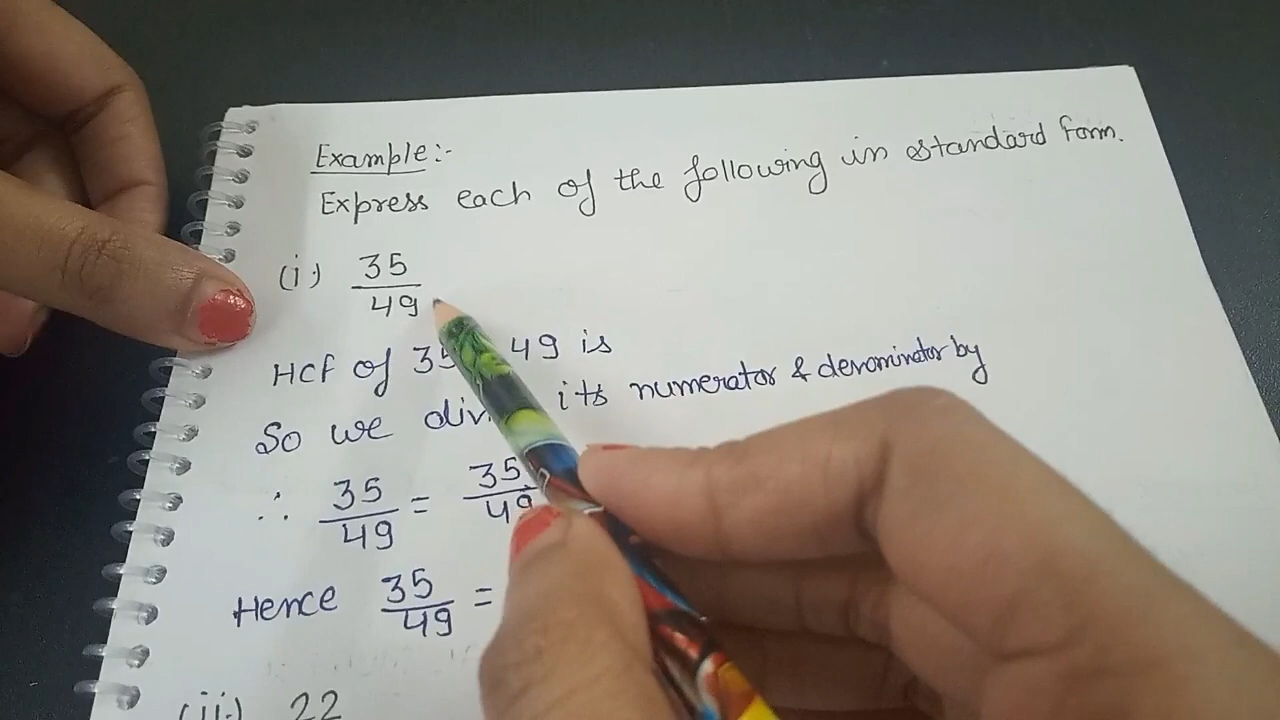 Example:-
Express each of the following in standard form.
(i) 35/49
HCF of 35 49 is
So we its numerator & denominator by
∴ 35/49 = 35/49
Hence 35/49 =
(ii) 22